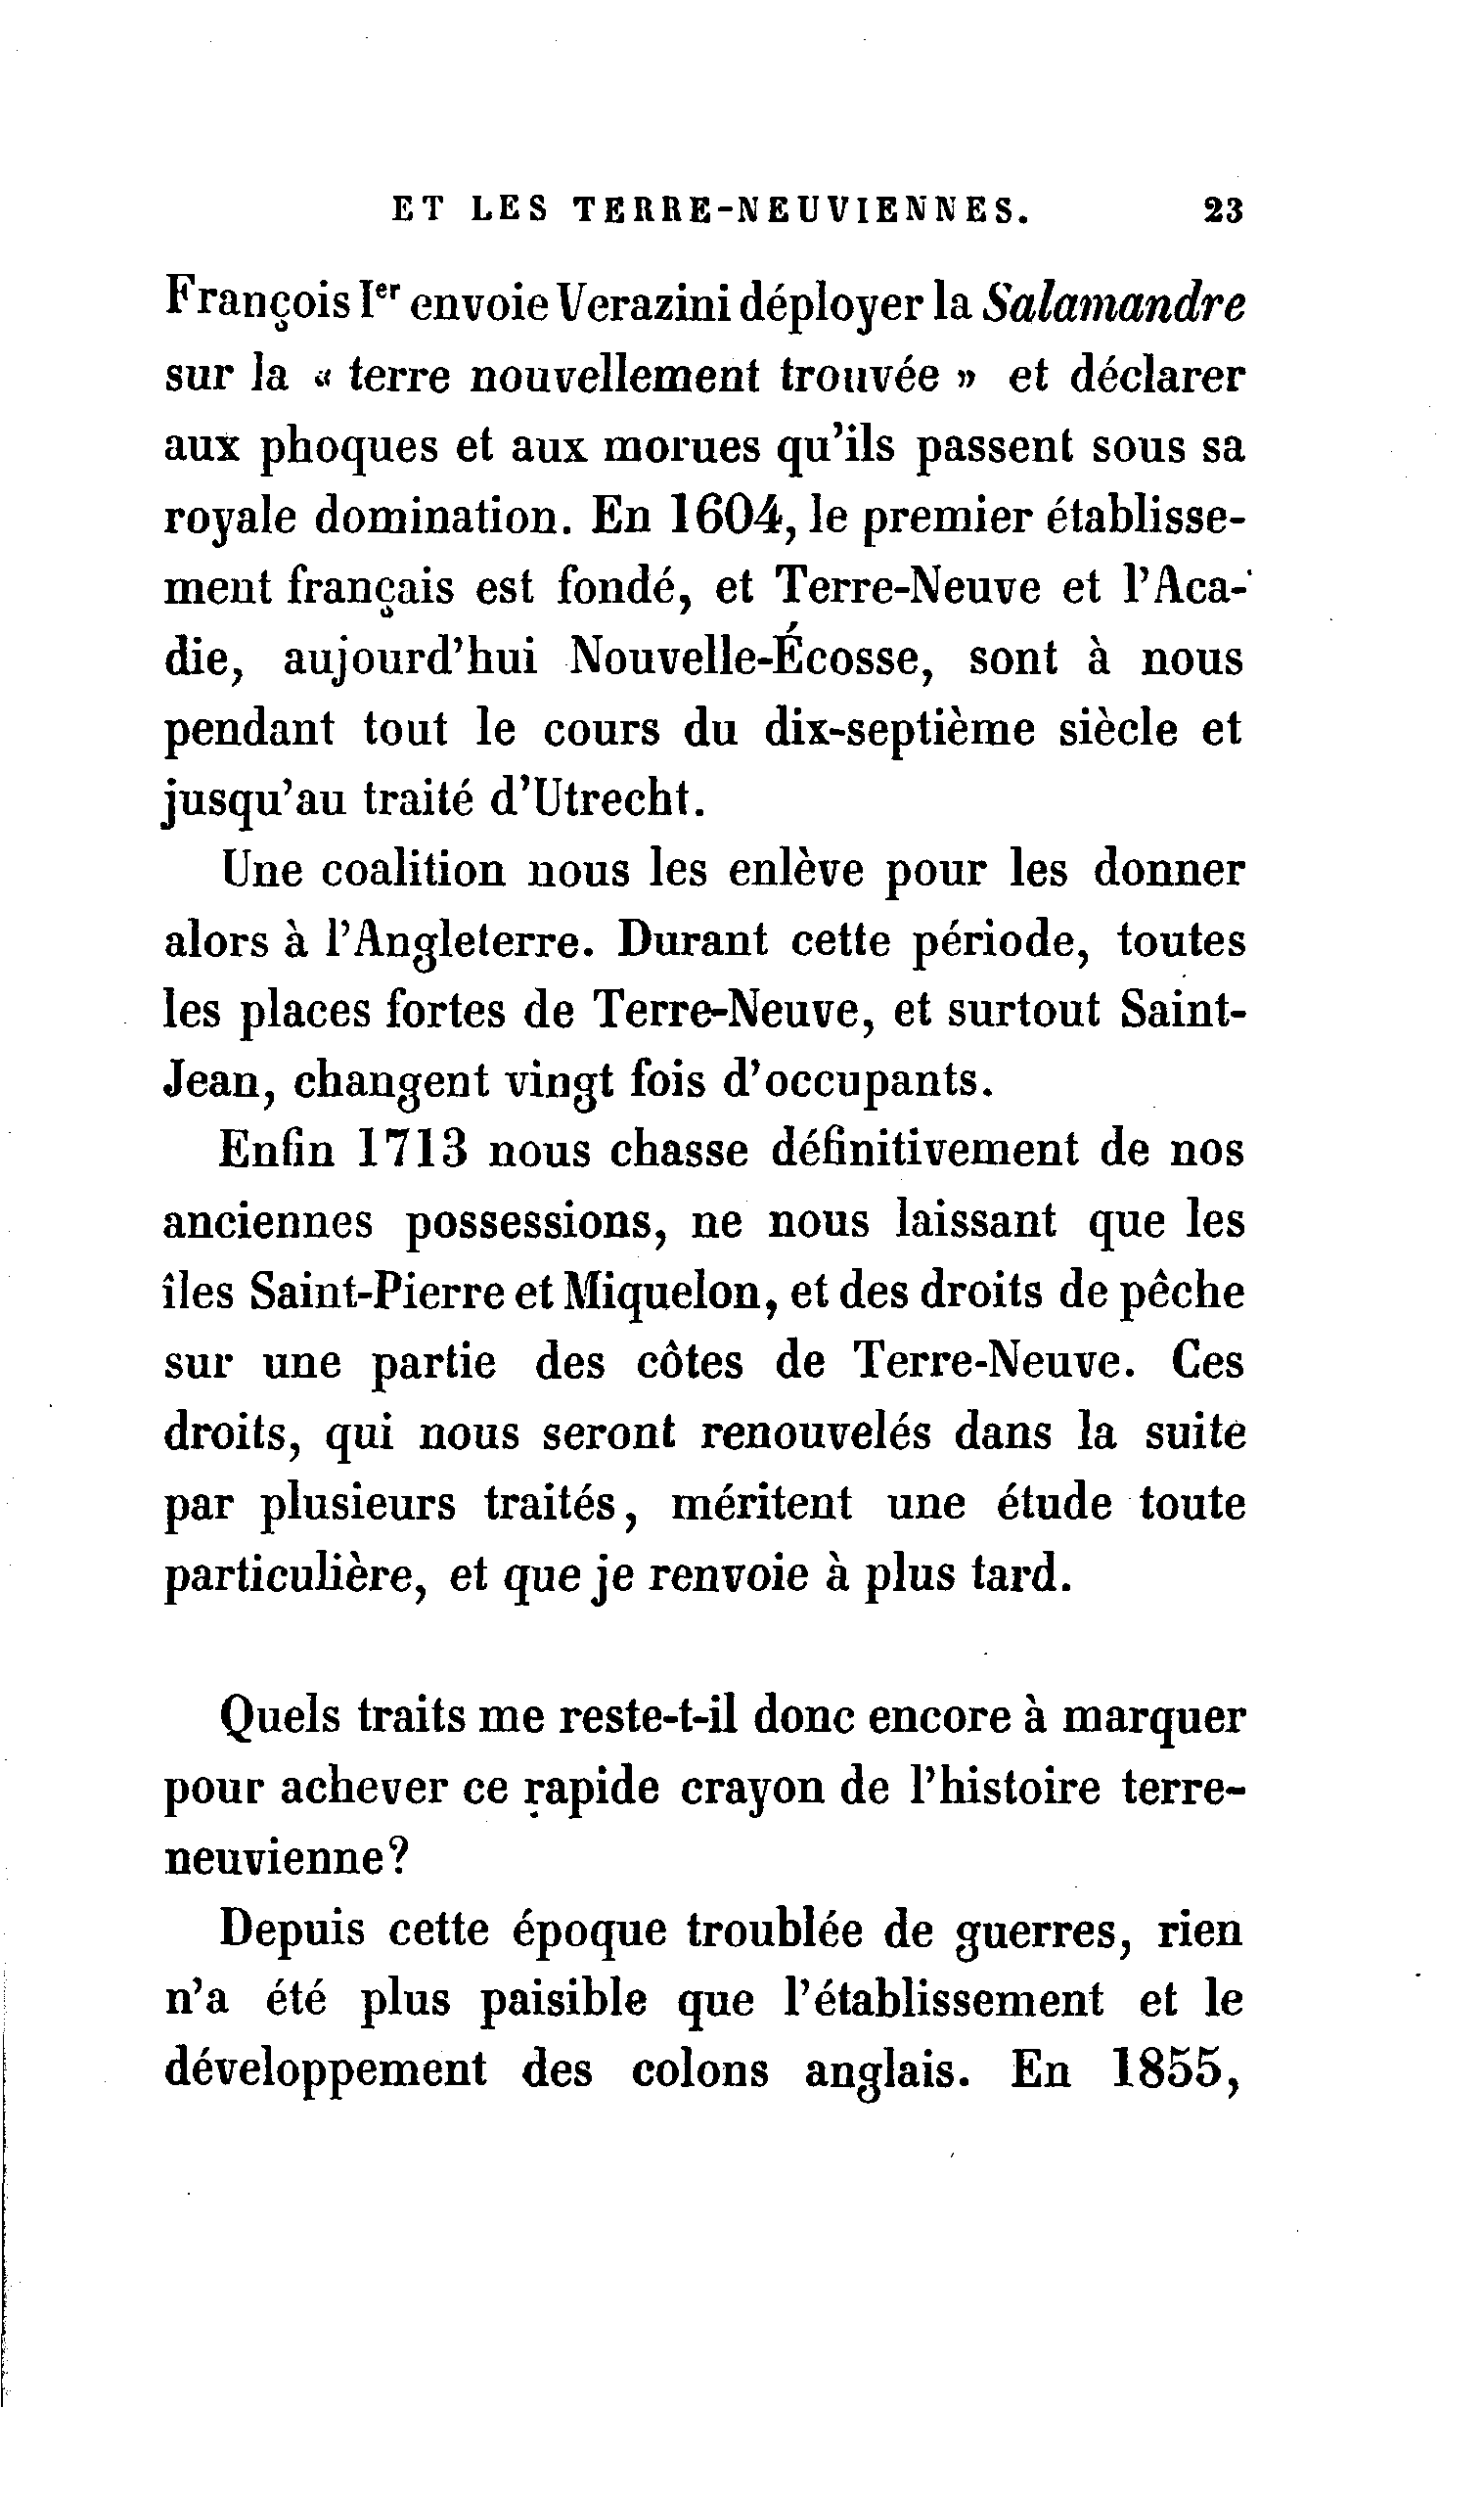 ET LES TERRE-NEUVIENNES. 23
François Ier envoie Verazini déployer la Salamandre
sur la « terre nouvellement trouvée » et déclarer
aux phoques et aux morues qu'ils passent sous sa
royale domination. En 1604, le premier établisse-
ment français est fondé, et Terre-Neuve et l'Aca-
die, aujourd'hui Nouvelle-Écosse, sont à nous
pendant tout le cours du dix-septième siècle et
jusqu'au traité d'Utrecht.
Une coalition nous les enlève pour les donner
alors à l'Angleterre. Durant cette période, toutes
les places fortes de Terre-Neuve, et surtout Saint-
Jean, changent vingt fois d'occupants.
Enfin 1713 nous chasse définitivement de nos
anciennes possessions, ne nous laissant que les
îles Saint-Pierre et Miquelon, et des droits de pêche
sur une partie des côtes de Terre-Neuve. Ces
droits, qui nous seront renouvelés dans la suite
par plusieurs traités, méritent une étude toute
particulière, et que je renvoie à plus tard.
Quels traits me reste-t-il donc encore à marquer
pour achever ce rapide crayon de l'histoire terre-
neuvienne?
Depuis cette époque troublée de guerres, rien
n'a été plus paisible que l'établissement et le
développement des colons anglais. En 1855,